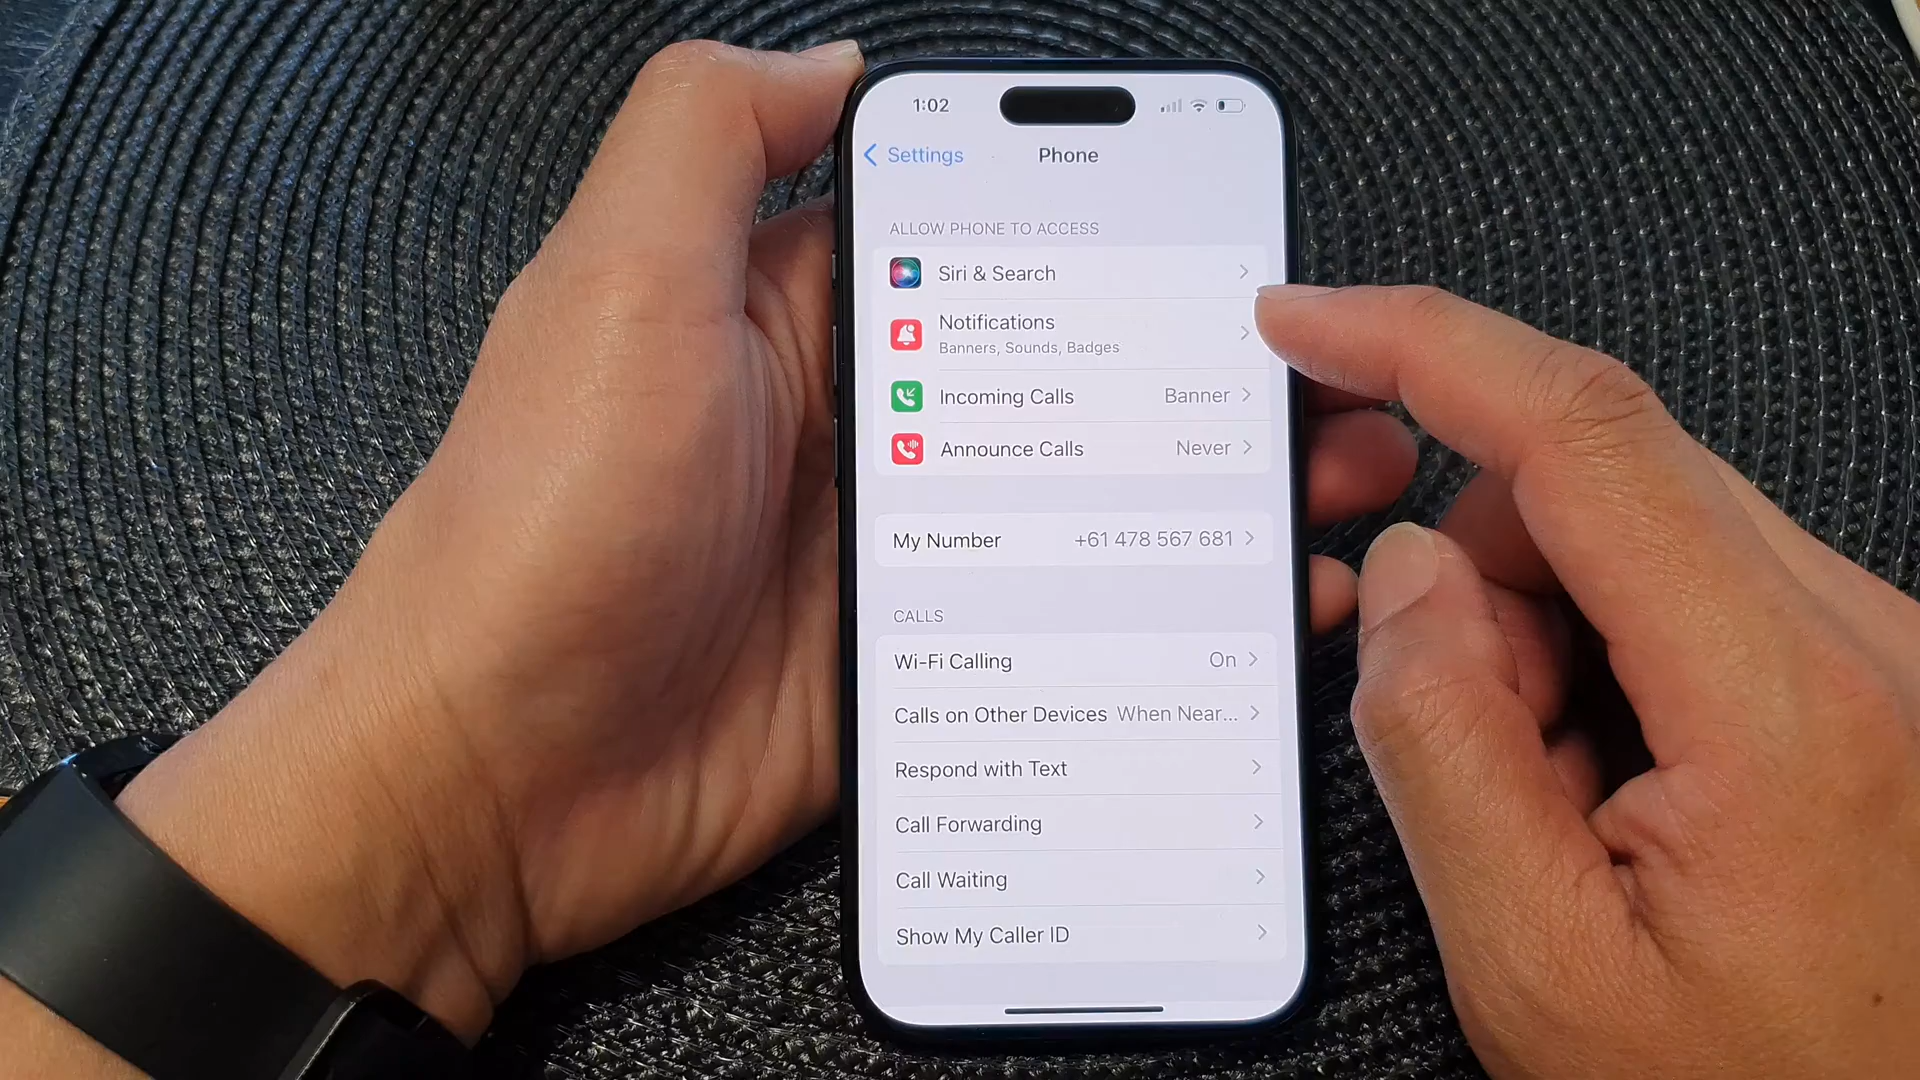 1:02
Settings
Phone
ALLOW PHONE TO ACCESS
Siri & Search
Notifications
Banners, Sounds, Badges
Incoming Calls Banner
Announce Calls Never
My Number +61 478 567 681
CALLS
Wi-Fi Calling On
Calls on Other Devices When Near...
Respond with Text
Call Forwarding
Call Waiting
Show My Caller ID